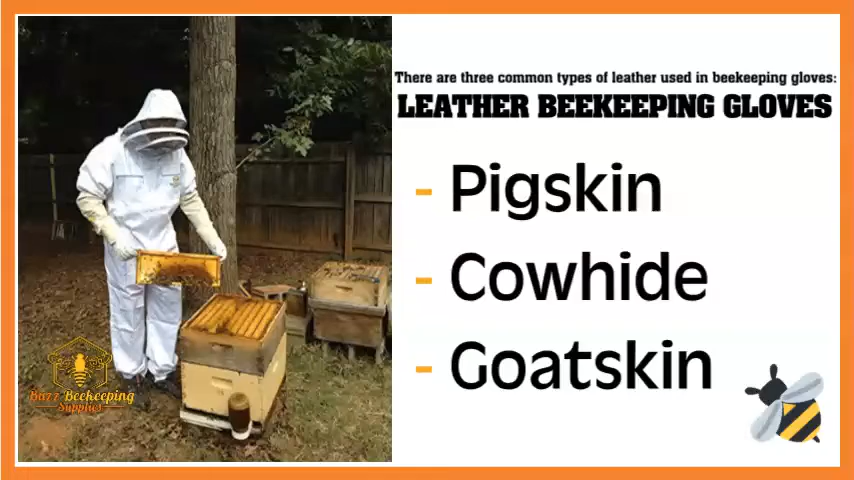 There are three common types of leather used in beekeeping gloves:
LEATHER BEEKEEPING GLOVES
- Pigskin
- Cowhide
- Goatskin
Buzz Beekeeping
Supplies